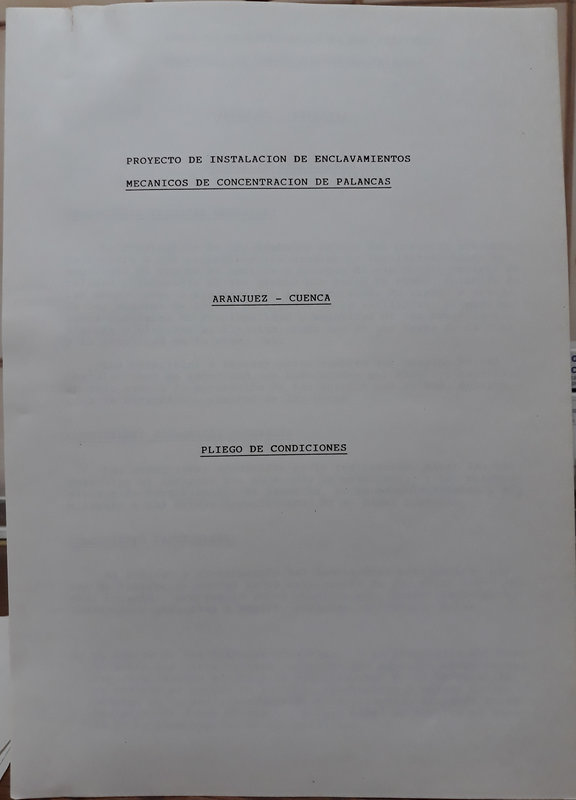 PROYECTO DE INSTALACION DE ENCLAVAMIENTOS
MECANICOS DE CONCENTRACION DE PALANCAS
ARANJUEZ - CUENCA
PLIEGO DE CONDICIONES